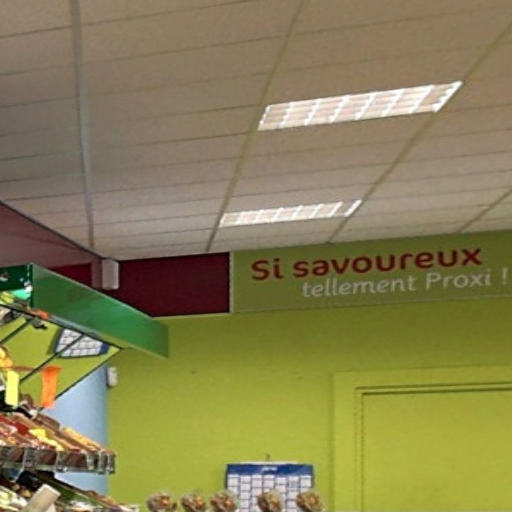 Si savoureux
tellement Proxi !